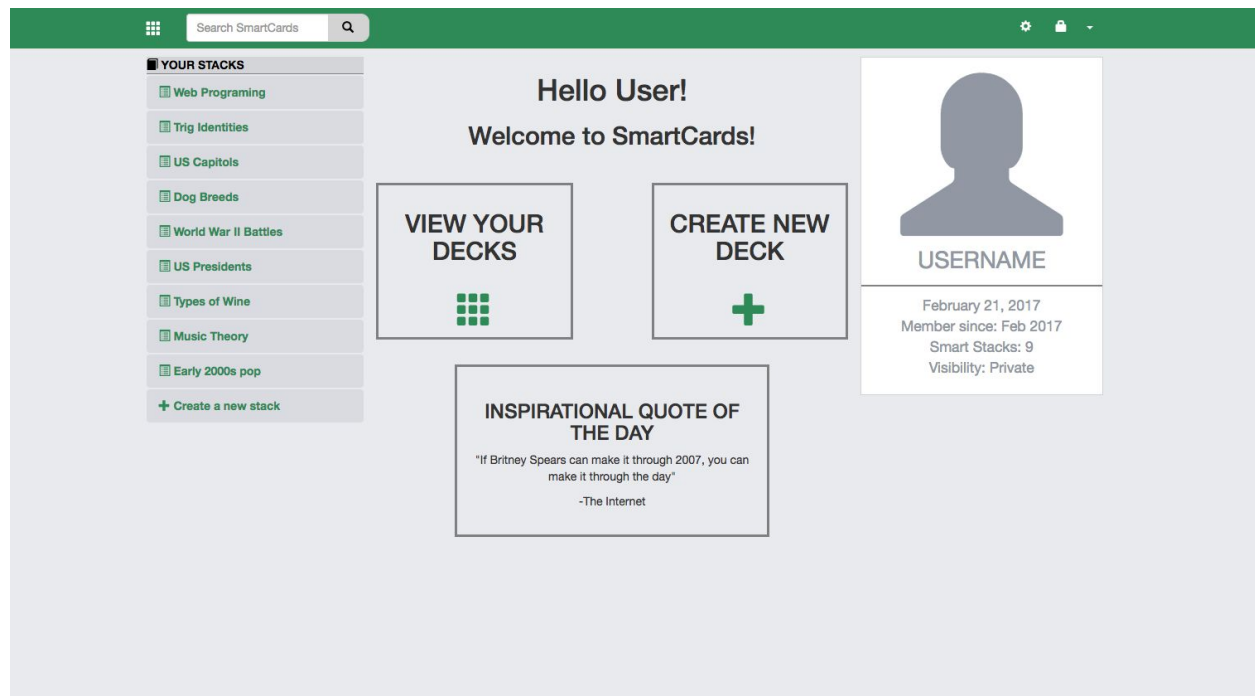 Search SmartCards
YOUR STACKS
Web Programing
Trig Identities
US Capitols
Dog Breeds
World War II Battles
US Presidents
Types of Wine
Music Theory
Early 2000s pop
Create a new stack
Hello User!
Welcome to SmartCards!
VIEW YOUR
DECKS
CREATE NEW
DECK
INSPIRATIONAL QUOTE OF
THE DAY
"If Britney Spears can make it through 2007, you can
make it through the day"
-The Internet
USERNAME
February 21, 2017
Member since: Feb 2017
Smart Stacks: 9
Visibility: Private